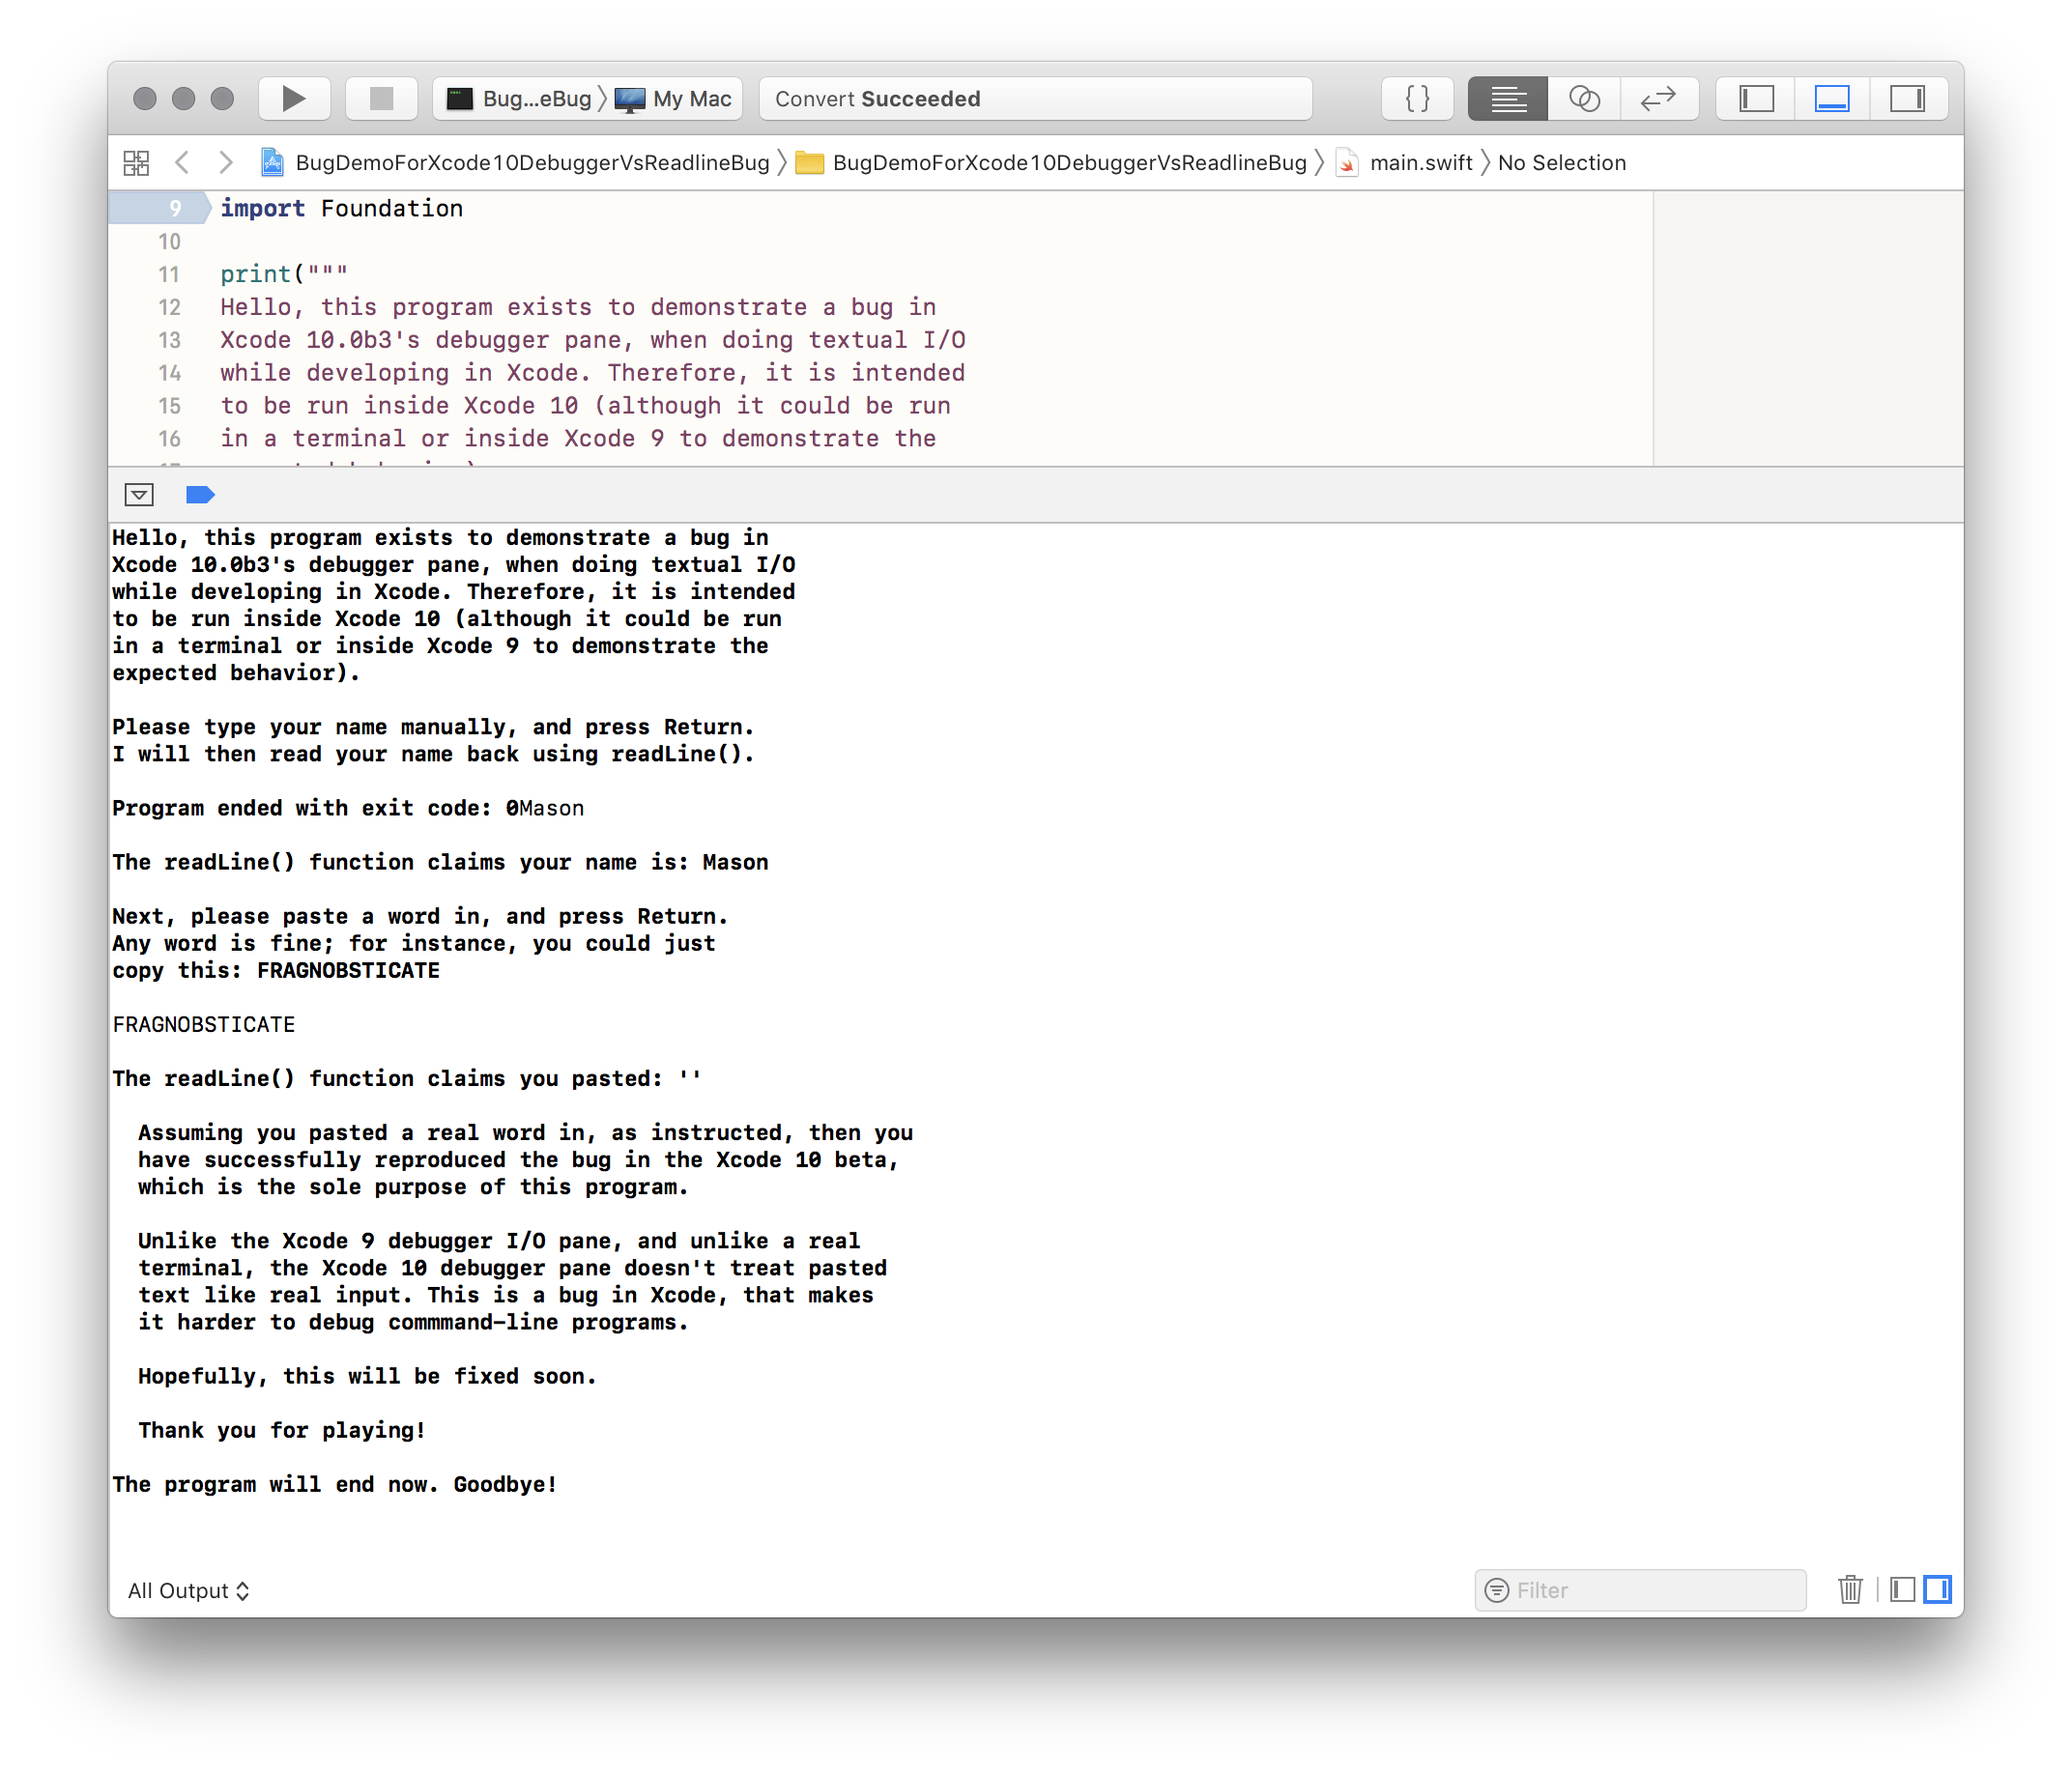 Bug...eBug My Mac Convert Succeeded { }
BugDemoForXcode10DebuggerVsReadlineBug BugDemoForXcode10DebuggerVsReadlineBug main.swift No Selection
9 import Foundation
10
11 print("""
12 Hello, this program exists to demonstrate a bug in
13 Xcode 10.0b3's debugger pane, when doing textual I/O
14 while developing in Xcode. Therefore, it is intended
15 to be run inside Xcode 10 (although it could be run
16 in a terminal or inside Xcode 9 to demonstrate the
Hello, this program exists to demonstrate a bug in
Xcode 10.0b3's debugger pane, when doing textual I/O
while developing in Xcode. Therefore, it is intended
to be run inside Xcode 10 (although it could be run
in a terminal or inside Xcode 9 to demonstrate the
expected behavior).
Please type your name manually, and press Return.
I will then read your name back using readLine().
Program ended with exit code: 0Mason
The readLine() function claims your name is: Mason
Next, please paste a word in, and press Return.
Any word is fine; for instance, you could just
copy this: FRAGNOBSTICATE
FRAGNOBSTICATE
The readLine() function claims you pasted: ''
Assuming you pasted a real word in, as instructed, then you
have successfully reproduced the bug in the Xcode 10 beta,
which is the sole purpose of this program.
Unlike the Xcode 9 debugger I/O pane, and unlike a real
terminal, the Xcode 10 debugger pane doesn't treat pasted
text like real input. This is a bug in Xcode, that makes
it harder to debug commmand-line programs.
Hopefully, this will be fixed soon.
Thank you for playing!
The program will end now. Goodbye!
All Output Filter